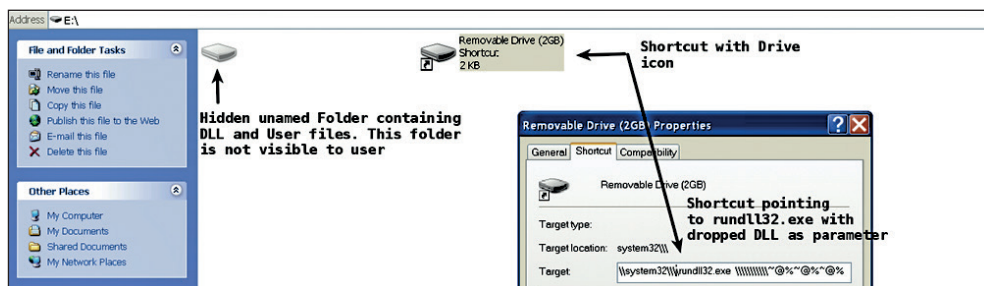 Address E:\
File and Folder Tasks
Rename this file
Move this file
Copy this file
Publish this file to the Web
E-mail this file
Delete this file
Other Places
My Computer
My Documents
Shared Documents
My Network Places
Hidden unamed Folder containing
DLL and User files. This folder
is not visible to user
Removable Drive (2GB)
Shortcut
2 KB
Shortcut with Drive
icon
Removable Drive (2GB) Properties
General Shortcut Compatibility
Removable Drive (2GB)
Shortcut pointing
to rundll32.exe with
dropped DLL as parameter
Target type:
Target location: system32\\\
Target: \\system32\\\rundll32.exe \\\\\\\\\\\~@%~@%^@%